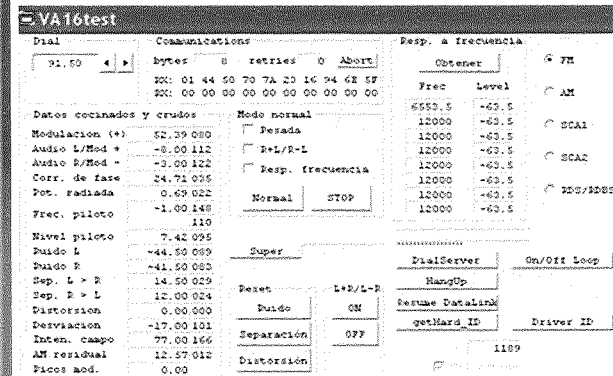 VA16test
Dial
91.50
Communications
bytes 8 retries 0 Abort
RX: 01 44 50 70 7A 23 16 94 6E 5F
RX: 00 00 00 00 00 00 00 00 00 00
Resp. a frecuencia
Obtener
Frec Level
6553.5 -63.5
12000 -63.5
12000 -63.5
12000 -63.5
12000 -63.5
12000 -63.5
12000 -63.5
12000 -63.5
FM
AM
SCA1
SCA2
RDS/RDBS
Datos cocinados y crudos
Modulacion (+) 52.39 080
Audio L/Mod + -8.00 112
Audio R/Mod - -3.00 122
Corr. de fase 24.71 035
Pot. radiada 0.69 022
Frec. piloto -1.00 148
110
Nivel piloto 7.42 095
Ruido L -44.50 089
Ruido R -41.50 083
Sep. L > R 14.50 029
Sep. R > L 12.00 024
Distorsion 0.00 000
Desviacion -17.00 101
Inten. campo 77.00 166
AM residual 12.57 012
Picos mod. 0.00
Modo normal
Pesada
R+L/R-L
Resp. frecuencia
Normal STOP
Super
Reset
Ruido
Separación
Distorsión
L+R/L-R
ON
OFF
DialServer On/Off Loop
HangUp
Resume DataLink
getHard_ID Driver ID
1189